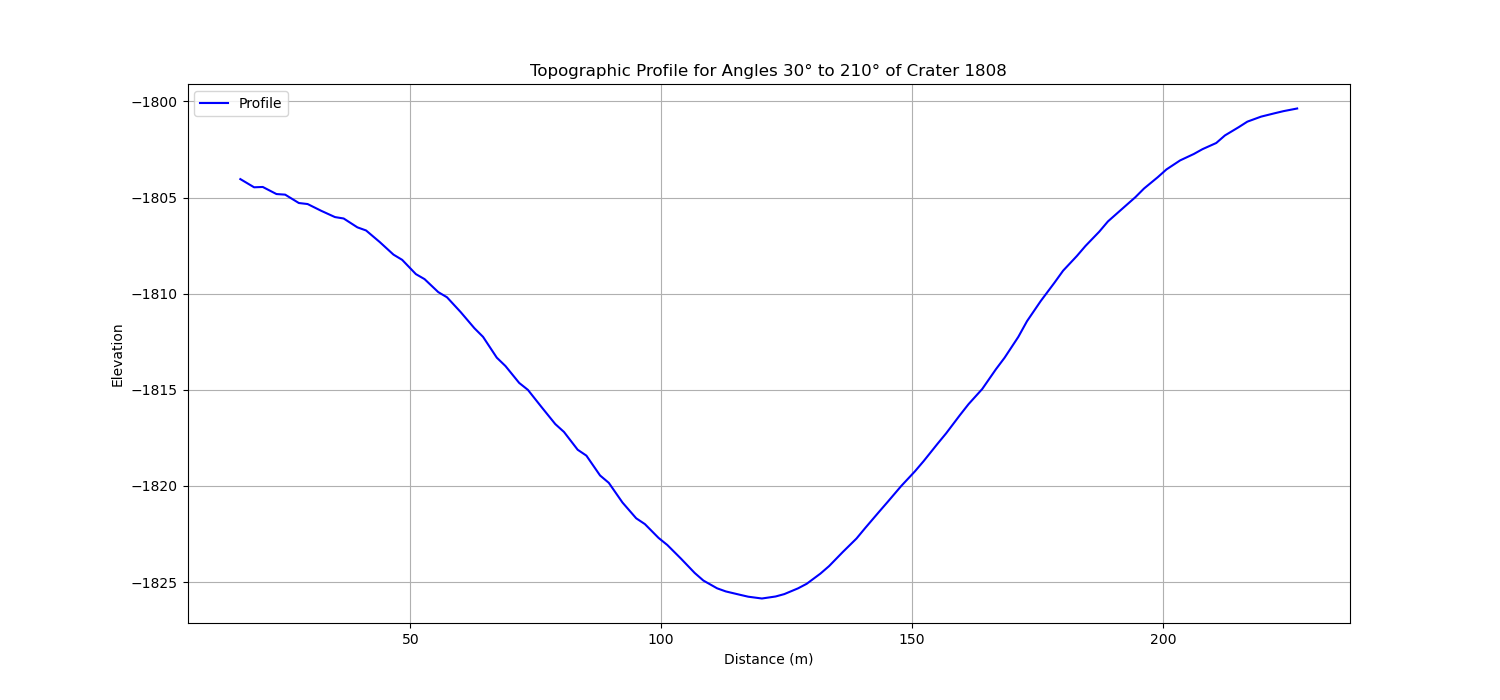 Topographic Profile for Angles 30° to 210° of Crater 1808
Profile
−1800
−1805
−1810
−1815
−1820
−1825
Elevation
50
100
150
200
Distance (m)